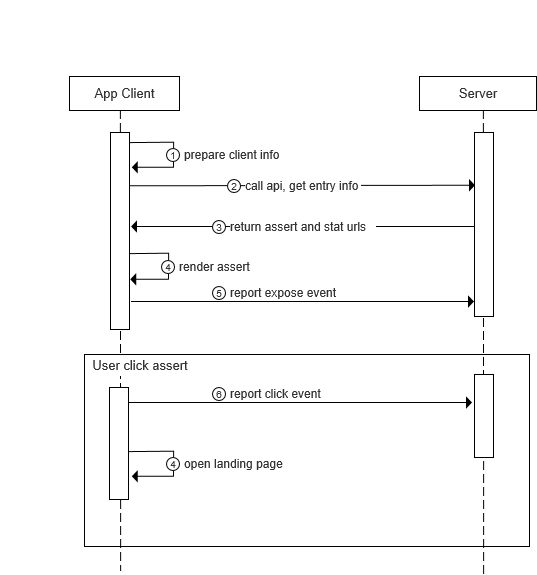 App Client
Server
① prepare client info
② call api, get entry info
③ return assert and stat urls
④ render assert
⑤ report expose event
User click assert
⑥ report click event
④ open landing page